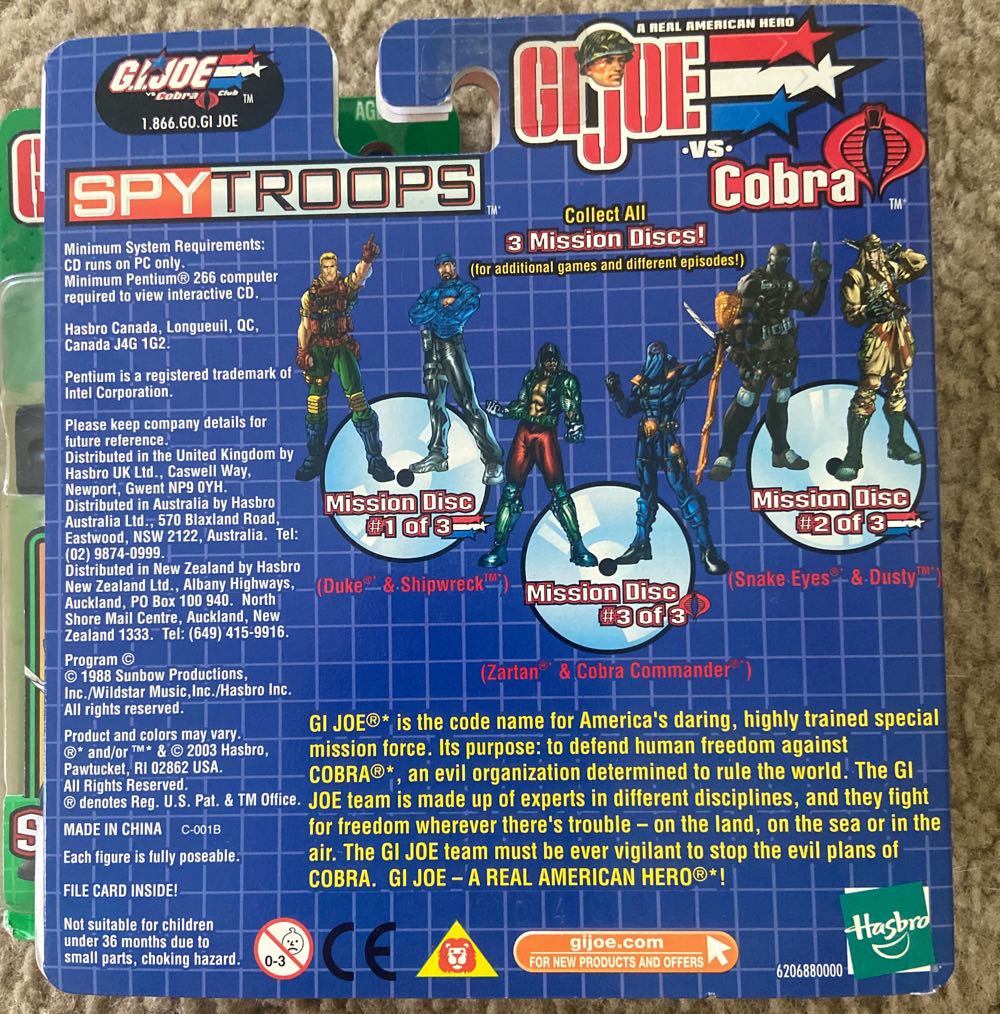 G.I. JOE
vs Cobra Club TM
1.866.GO.GI JOE
A REAL AMERICAN HERO
GI JOE
·VS·
Cobra
TM*
SPYTROOPS
TM*
Collect All
3 Mission Discs!
(for additional games and different episodes!)
Minimum System Requirements:
CD runs on PC only.
Minimum Pentium® 266 computer
required to view interactive CD.
Hasbro Canada, Longueuil, QC,
Canada J4G 1G2.
Pentium is a registered trademark of
Intel Corporation.
Please keep company details for
future reference.
Distributed in the United Kingdom by
Hasbro UK Ltd., Caswell Way,
Newport, Gwent NP9 0YH.
Distributed in Australia by Hasbro
Australia Ltd., 570 Blaxland Road,
Eastwood, NSW 2122, Australia. Tel:
(02) 9874-0999.
Distributed in New Zealand by Hasbro
New Zealand Ltd., Albany Highways,
Auckland, PO Box 100 940. North
Shore Mail Centre, Auckland, New
Zealand 1333. Tel: (649) 415-9916.
Program ©
© 1988 Sunbow Productions,
Inc./Wildstar Music,Inc./Hasbro Inc.
All rights reserved.
Product and colors may vary.
®* and/or ™* & © 2003 Hasbro,
Pawtucket, RI 02862 USA.
All Rights Reserved.
® denotes Reg. U.S. Pat. & TM Office.
MADE IN CHINA C-001B
Each figure is fully poseable.
FILE CARD INSIDE!
Not suitable for children
under 36 months due to
small parts, choking hazard.
Mission Disc
#1 of 3
(Duke®* & Shipwreck™*)
Mission Disc
#2 of 3
(Snake Eyes®* & Dusty™*)
Mission Disc
#3 of 3
(Zartan®* & Cobra Commander®*)
GI JOE®* is the code name for America's daring, highly trained special
mission force. Its purpose: to defend human freedom against
COBRA®*, an evil organization determined to rule the world. The GI
JOE team is made up of experts in different disciplines, and they fight
for freedom wherever there's trouble – on the land, on the sea or in the
air. The GI JOE team must be ever vigilant to stop the evil plans of
COBRA. GI JOE – A REAL AMERICAN HERO®*!
0-3
CE
gijoe.com
FOR NEW PRODUCTS AND OFFERS
6206880000
Hasbro
®*